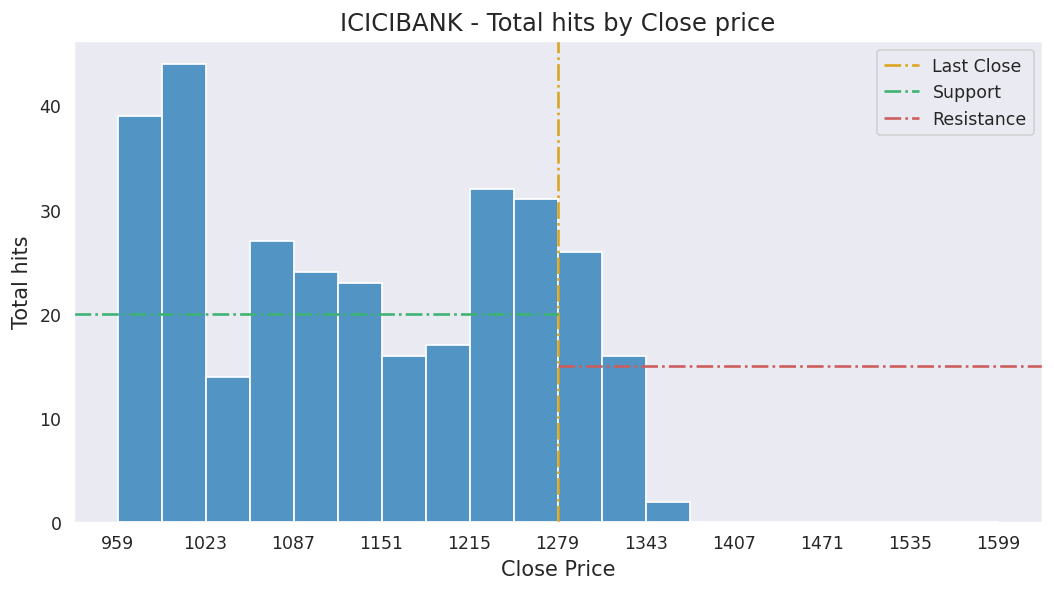 ICICIBANK - Total hits by Close price
Last Close
Support
Resistance
Total hits
40
30
20
10
0
959 1023 1087 1151 1215 1279 1343 1407 1471 1535 1599
Close Price